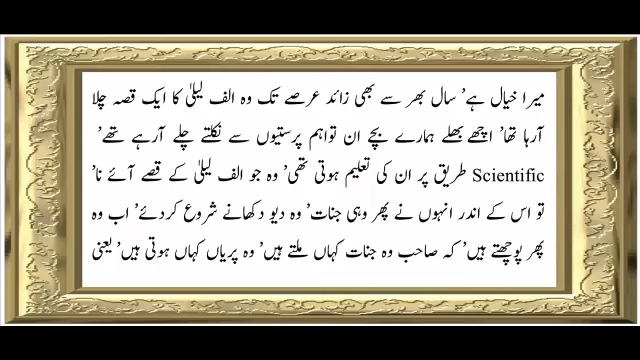 میرا خیال ہے’ سال بھر سے بھی زائد عرصے تک وہ الف لیلیٰ کا ایک قصہ چلا
آرہا تھا’ اچھے بھلے ہمارے بچے ان تواہم پرستیوں سے نکلتے چلے آرہے تھے’
Scientific طریق پر ان کی تعلیم ہوتی تھی’ وہ جو الف لیلیٰ کے قصے آئے نا’
تو اس کے اندر انہوں نے پھر وہی جنات’ وہ دیو دکھانے شروع کردئے’ اب وہ
پھر پوچھتے ہیں’ کہ صاحب وہ جنات کہاں ملتے ہیں’ وہ پریاں کہاں ہوتی ہیں’ یعنی